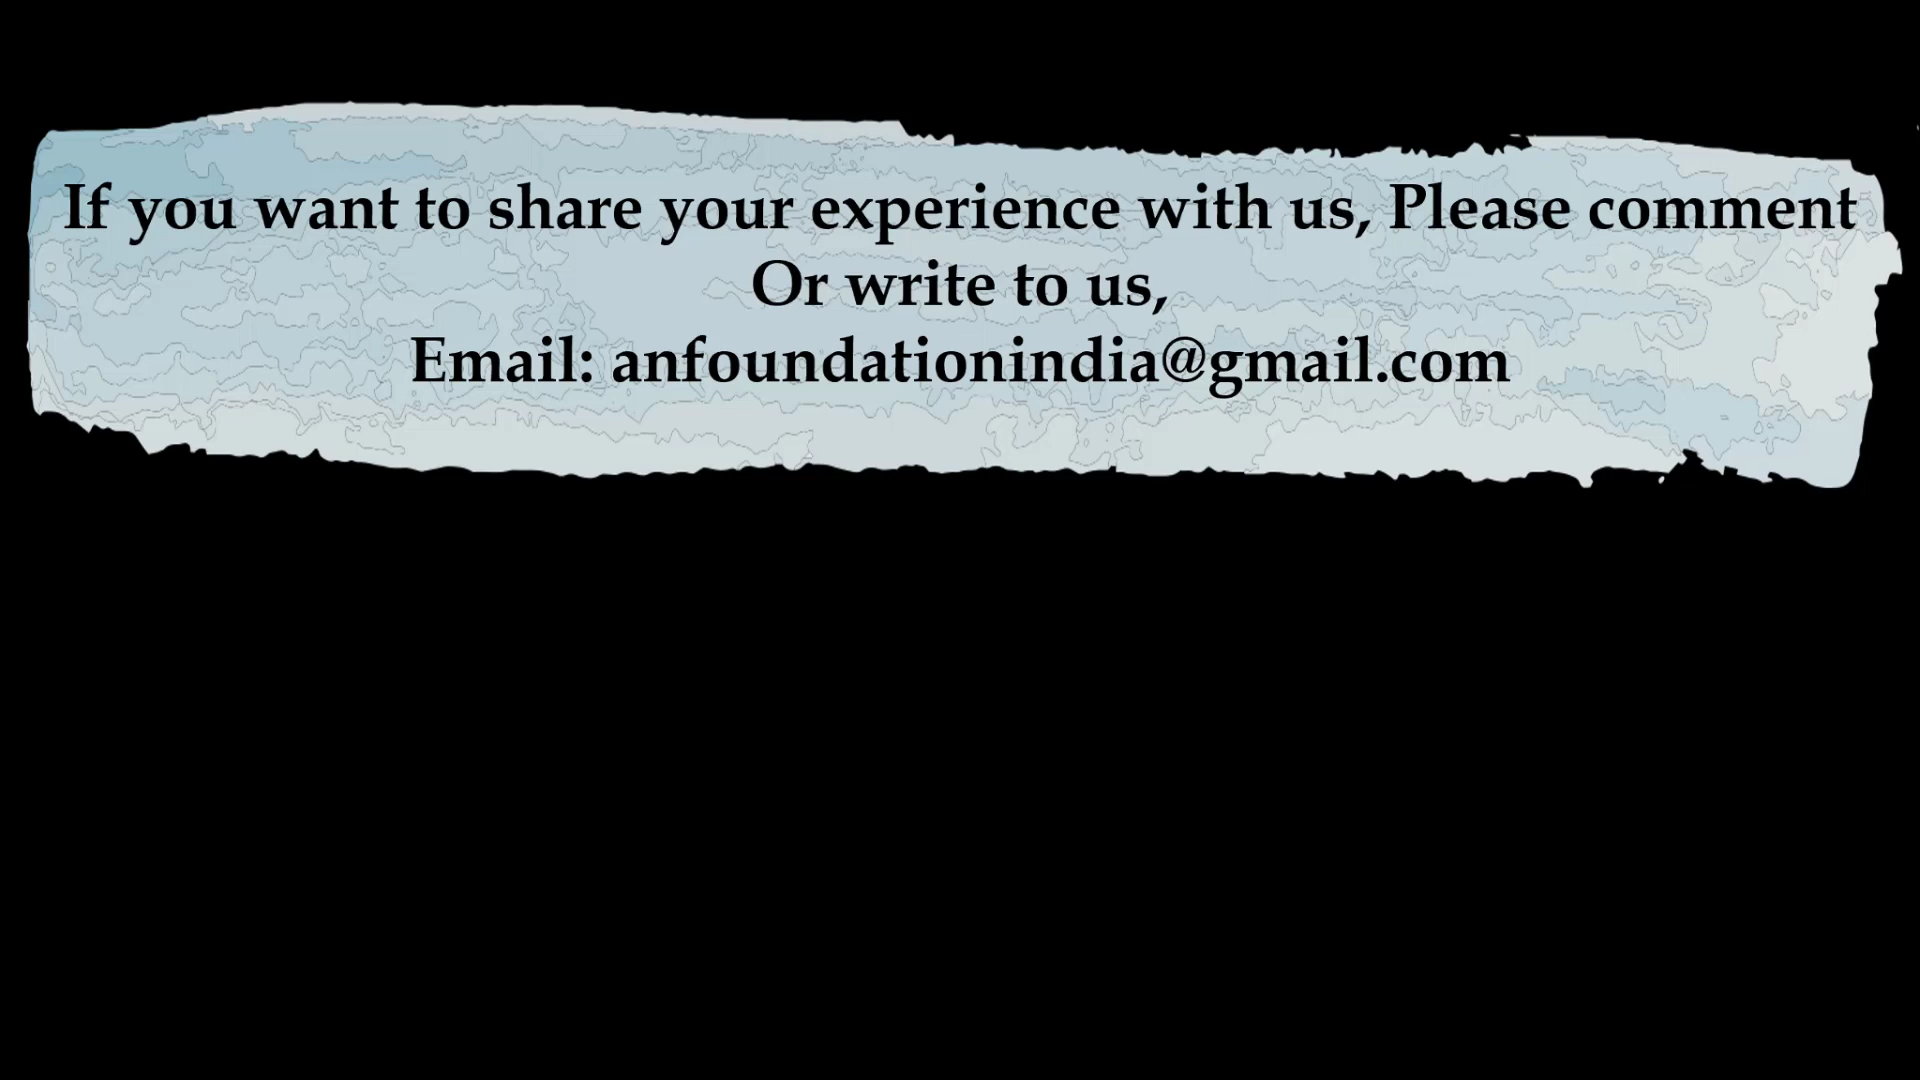 If you want to share your experience with us, Please comment
Or write to us,
Email: anfoundationindia@gmail.com